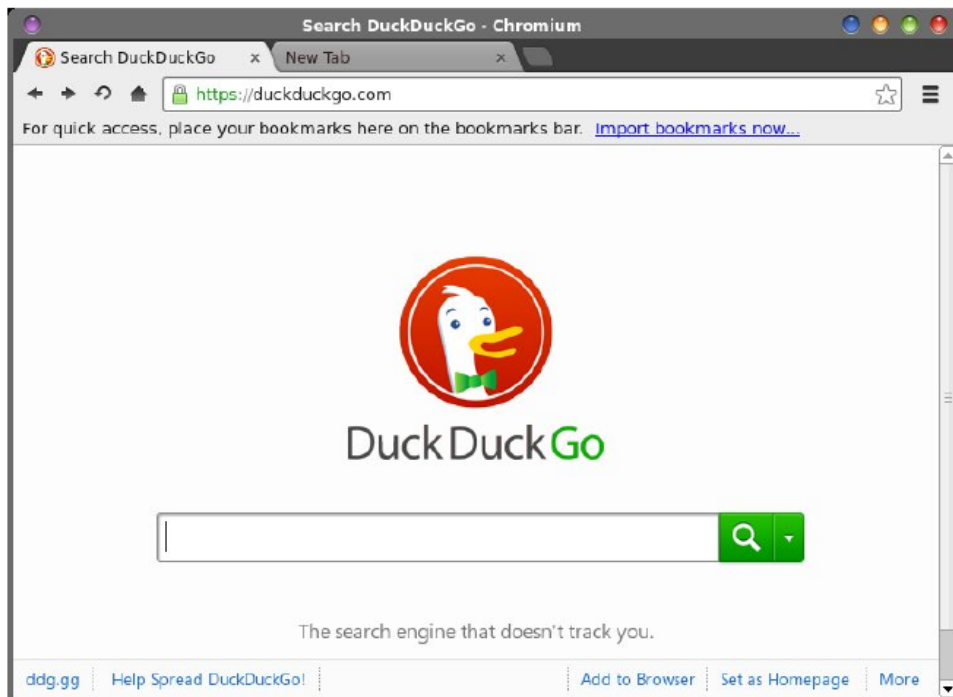 Search DuckDuckGo - Chromium
Search DuckDuckGo x New Tab x
https://duckduckgo.com
For quick access, place your bookmarks here on the bookmarks bar. Import bookmarks now...
DuckDuckGo
The search engine that doesn't track you.
ddg.gg Help Spread DuckDuckGo! Add to Browser Set as Homepage More